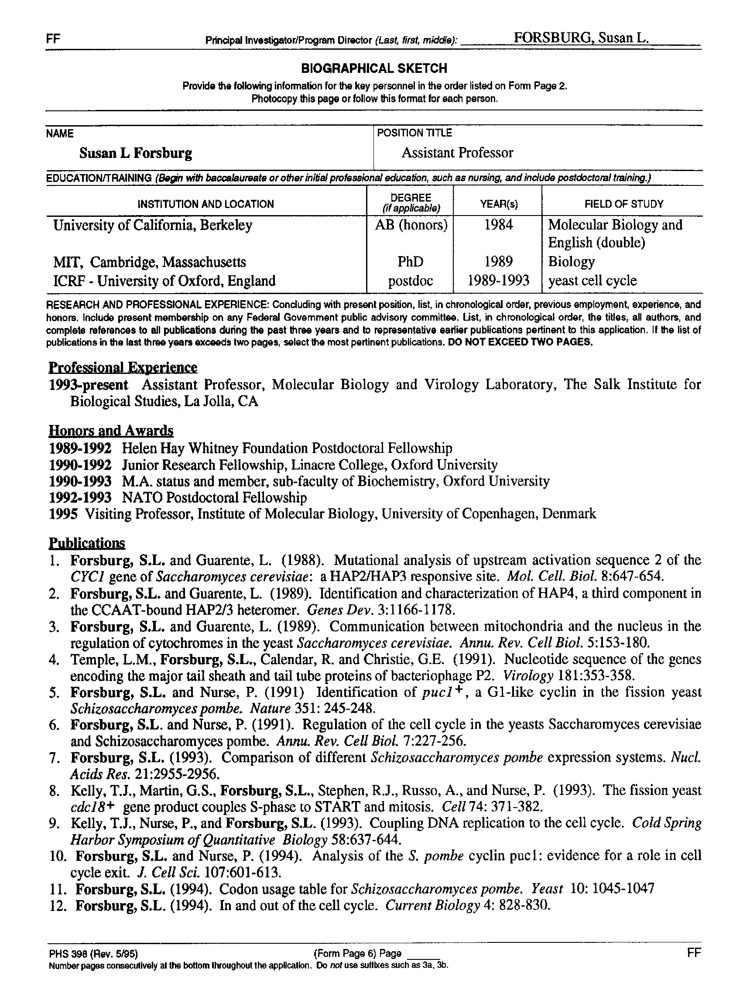 FF
Principal Investigator/Program Director (Last, first, middle): FORSBURG, Susan L.
BIOGRAPHICAL SKETCH
Provide the following information for the key personnel in the order listed on Form Page 2.
Photocopy this page or follow this format for each person.
NAME
POSITION TITLE
Susan L Forsburg
Assistant Professor
EDUCATION/TRAINING (Begin with baccalaureate or other initial professional education, such as nursing, and include postdoctoral training.)
INSTITUTION AND LOCATION
DEGREE
(if applicable)
YEAR(s)
FIELD OF STUDY
University of California, Berkeley
AB (honors)
1984
Molecular Biology and
English (double)
MIT, Cambridge, Massachusetts
PhD
1989
Biology
ICRF - University of Oxford, England
postdoc
1989-1993
yeast cell cycle
RESEARCH AND PROFESSIONAL EXPERIENCE: Concluding with present position, list, in chronological order, previous employment, experience, and
honors. Include present membership on any Federal Government public advisory committee. List, in chronological order, the titles, all authors, and
complete references to all publications during the past three years and to representative earlier publications pertinent to this application. If the list of
publications in the last three years exceeds two pages, select the most pertinent publications. DO NOT EXCEED TWO PAGES.
Professional Experience
1993-present Assistant Professor, Molecular Biology and Virology Laboratory, The Salk Institute for
Biological Studies, La Jolla, CA
Honors and Awards
1989-1992 Helen Hay Whitney Foundation Postdoctoral Fellowship
1990-1992 Junior Research Fellowship, Linacre College, Oxford University
1990-1993 M.A. status and member, sub-faculty of Biochemistry, Oxford University
1992-1993 NATO Postdoctoral Fellowship
1995 Visiting Professor, Institute of Molecular Biology, University of Copenhagen, Denmark
Publications
1. Forsburg, S.L. and Guarente, L. (1988). Mutational analysis of upstream activation sequence 2 of the
CYC1 gene of Saccharomyces cerevisiae: a HAP2/HAP3 responsive site. Mol. Cell. Biol. 8:647-654.
2. Forsburg, S.L. and Guarente, L. (1989). Identification and characterization of HAP4, a third component in
the CCAAT-bound HAP2/3 heteromer. Genes Dev. 3:1166-1178.
3. Forsburg, S.L. and Guarente, L. (1989). Communication between mitochondria and the nucleus in the
regulation of cytochromes in the yeast Saccharomyces cerevisiae. Annu. Rev. Cell Biol. 5:153-180.
4. Temple, L.M., Forsburg, S.L., Calendar, R. and Christie, G.E. (1991). Nucleotide sequence of the genes
encoding the major tail sheath and tail tube proteins of bacteriophage P2. Virology 181:353-358.
5. Forsburg, S.L. and Nurse, P. (1991) Identification of puc1+, a G1-like cyclin in the fission yeast
Schizosaccharomyces pombe. Nature 351: 245-248.
6. Forsburg, S.L. and Nurse, P. (1991). Regulation of the cell cycle in the yeasts Saccharomyces cerevisiae
and Schizosaccharomyces pombe. Annu. Rev. Cell Biol. 7:227-256.
7. Forsburg, S.L. (1993). Comparison of different Schizosaccharomyces pombe expression systems. Nucl.
Acids Res. 21:2955-2956.
8. Kelly, T.J., Martin, G.S., Forsburg, S.L., Stephen, R.J., Russo, A., and Nurse, P. (1993). The fission yeast
cdc18+ gene product couples S-phase to START and mitosis. Cell 74: 371-382.
9. Kelly, T.J., Nurse, P., and Forsburg, S.L. (1993). Coupling DNA replication to the cell cycle. Cold Spring
Harbor Symposium of Quantitative Biology 58:637-644.
10. Forsburg, S.L. and Nurse, P. (1994). Analysis of the S. pombe cyclin puc1: evidence for a role in cell
cycle exit. J. Cell Sci. 107:601-613.
11. Forsburg, S.L. (1994). Codon usage table for Schizosaccharomyces pombe. Yeast 10: 1045-1047
12. Forsburg, S.L. (1994). In and out of the cell cycle. Current Biology 4: 828-830.
PHS 398 (Rev. 5/95)
(Form Page 6) Page
FF
Number pages consecutively at the bottom throughout the application. Do not use suffixes such as 3a, 3b.